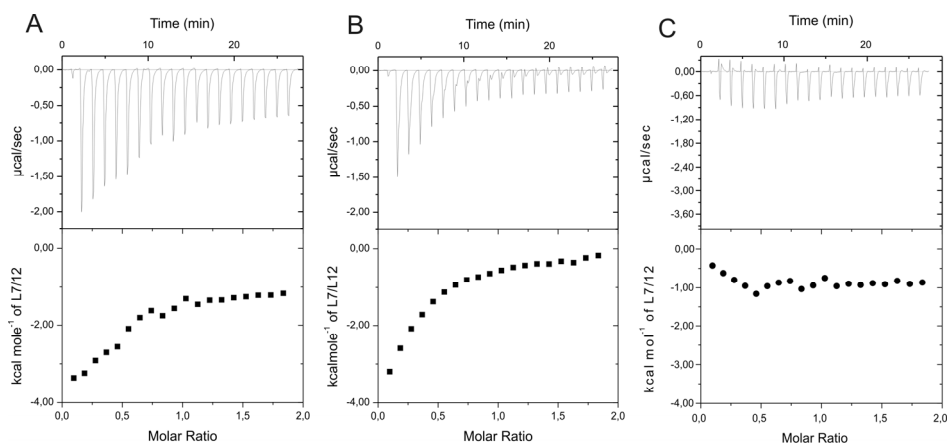 A
Time (min)
0 10 20
0,00
-0,50
-1,00
-1,50
-2,00
µcal/sec
0,00
-2,00
-4,00
kcal mole⁻¹ of L7/12
0,0 0,5 1,0 1,5 2,0
Molar Ratio
B
Time (min)
0 10 20
0,00
-0,50
-1,00
-1,50
-2,00
µcal/sec
0,00
-2,00
-4,00
kcalmole⁻¹ of L7/L12
0,0 0,5 1,0 1,5 2,0
Molar Ratio
C
Time (min)
0 10 20
0,00
-0,60
-1,20
-1,80
-2,40
-3,00
-3,60
µcal/sec
0,00
-1,00
-2,00
-3,00
-4,00
kcal mol⁻¹ of L7/12
0,0 0,5 1,0 1,5 2,0
Molar Ratio